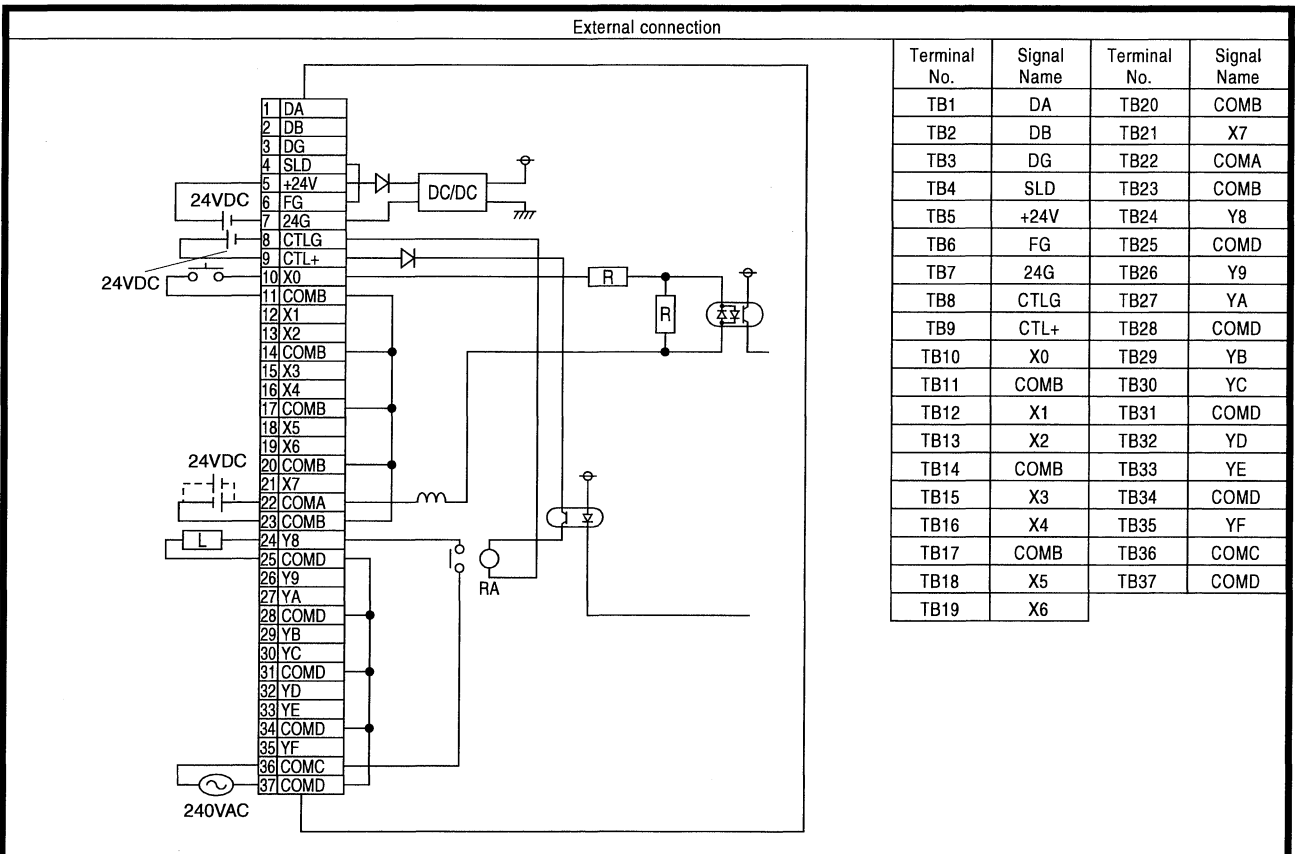 External connection
1 DA
2 DB
3 DG
4 SLD
5 +24V
6 FG
7 24G
8 CTLG
9 CTL+
10 X0
11 COMB
12 X1
13 X2
14 COMB
15 X3
16 X4
17 COMB
18 X5
19 X6
20 COMB
21 X7
22 COMA
23 COMB
24 Y8
25 COMD
26 Y9
27 YA
28 COMD
29 YB
30 YC
31 COMD
32 YD
33 YE
34 COMD
35 YF
36 COMC
37 COMD
24VDC
24VDC
24VDC
L
240VAC
DC/DC
R
R
RA
Terminal No. Signal Name Terminal No. Signal Name
TB1 DA TB20 COMB
TB2 DB TB21 X7
TB3 DG TB22 COMA
TB4 SLD TB23 COMB
TB5 +24V TB24 Y8
TB6 FG TB25 COMD
TB7 24G TB26 Y9
TB8 CTLG TB27 YA
TB9 CTL+ TB28 COMD
TB10 X0 TB29 YB
TB11 COMB TB30 YC
TB12 X1 TB31 COMD
TB13 X2 TB32 YD
TB14 COMB TB33 YE
TB15 X3 TB34 COMD
TB16 X4 TB35 YF
TB17 COMB TB36 COMC
TB18 X5 TB37 COMD
TB19 X6